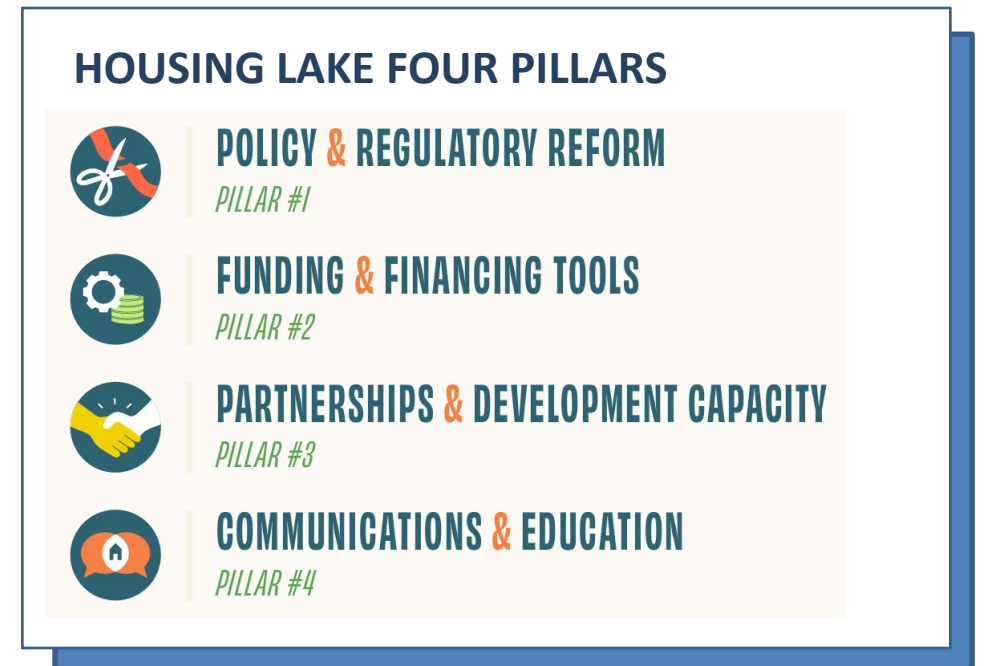 HOUSING LAKE FOUR PILLARS
POLICY & REGULATORY REFORM
PILLAR #1
FUNDING & FINANCING TOOLS
PILLAR #2
PARTNERSHIPS & DEVELOPMENT CAPACITY
PILLAR #3
COMMUNICATIONS & EDUCATION
PILLAR #4